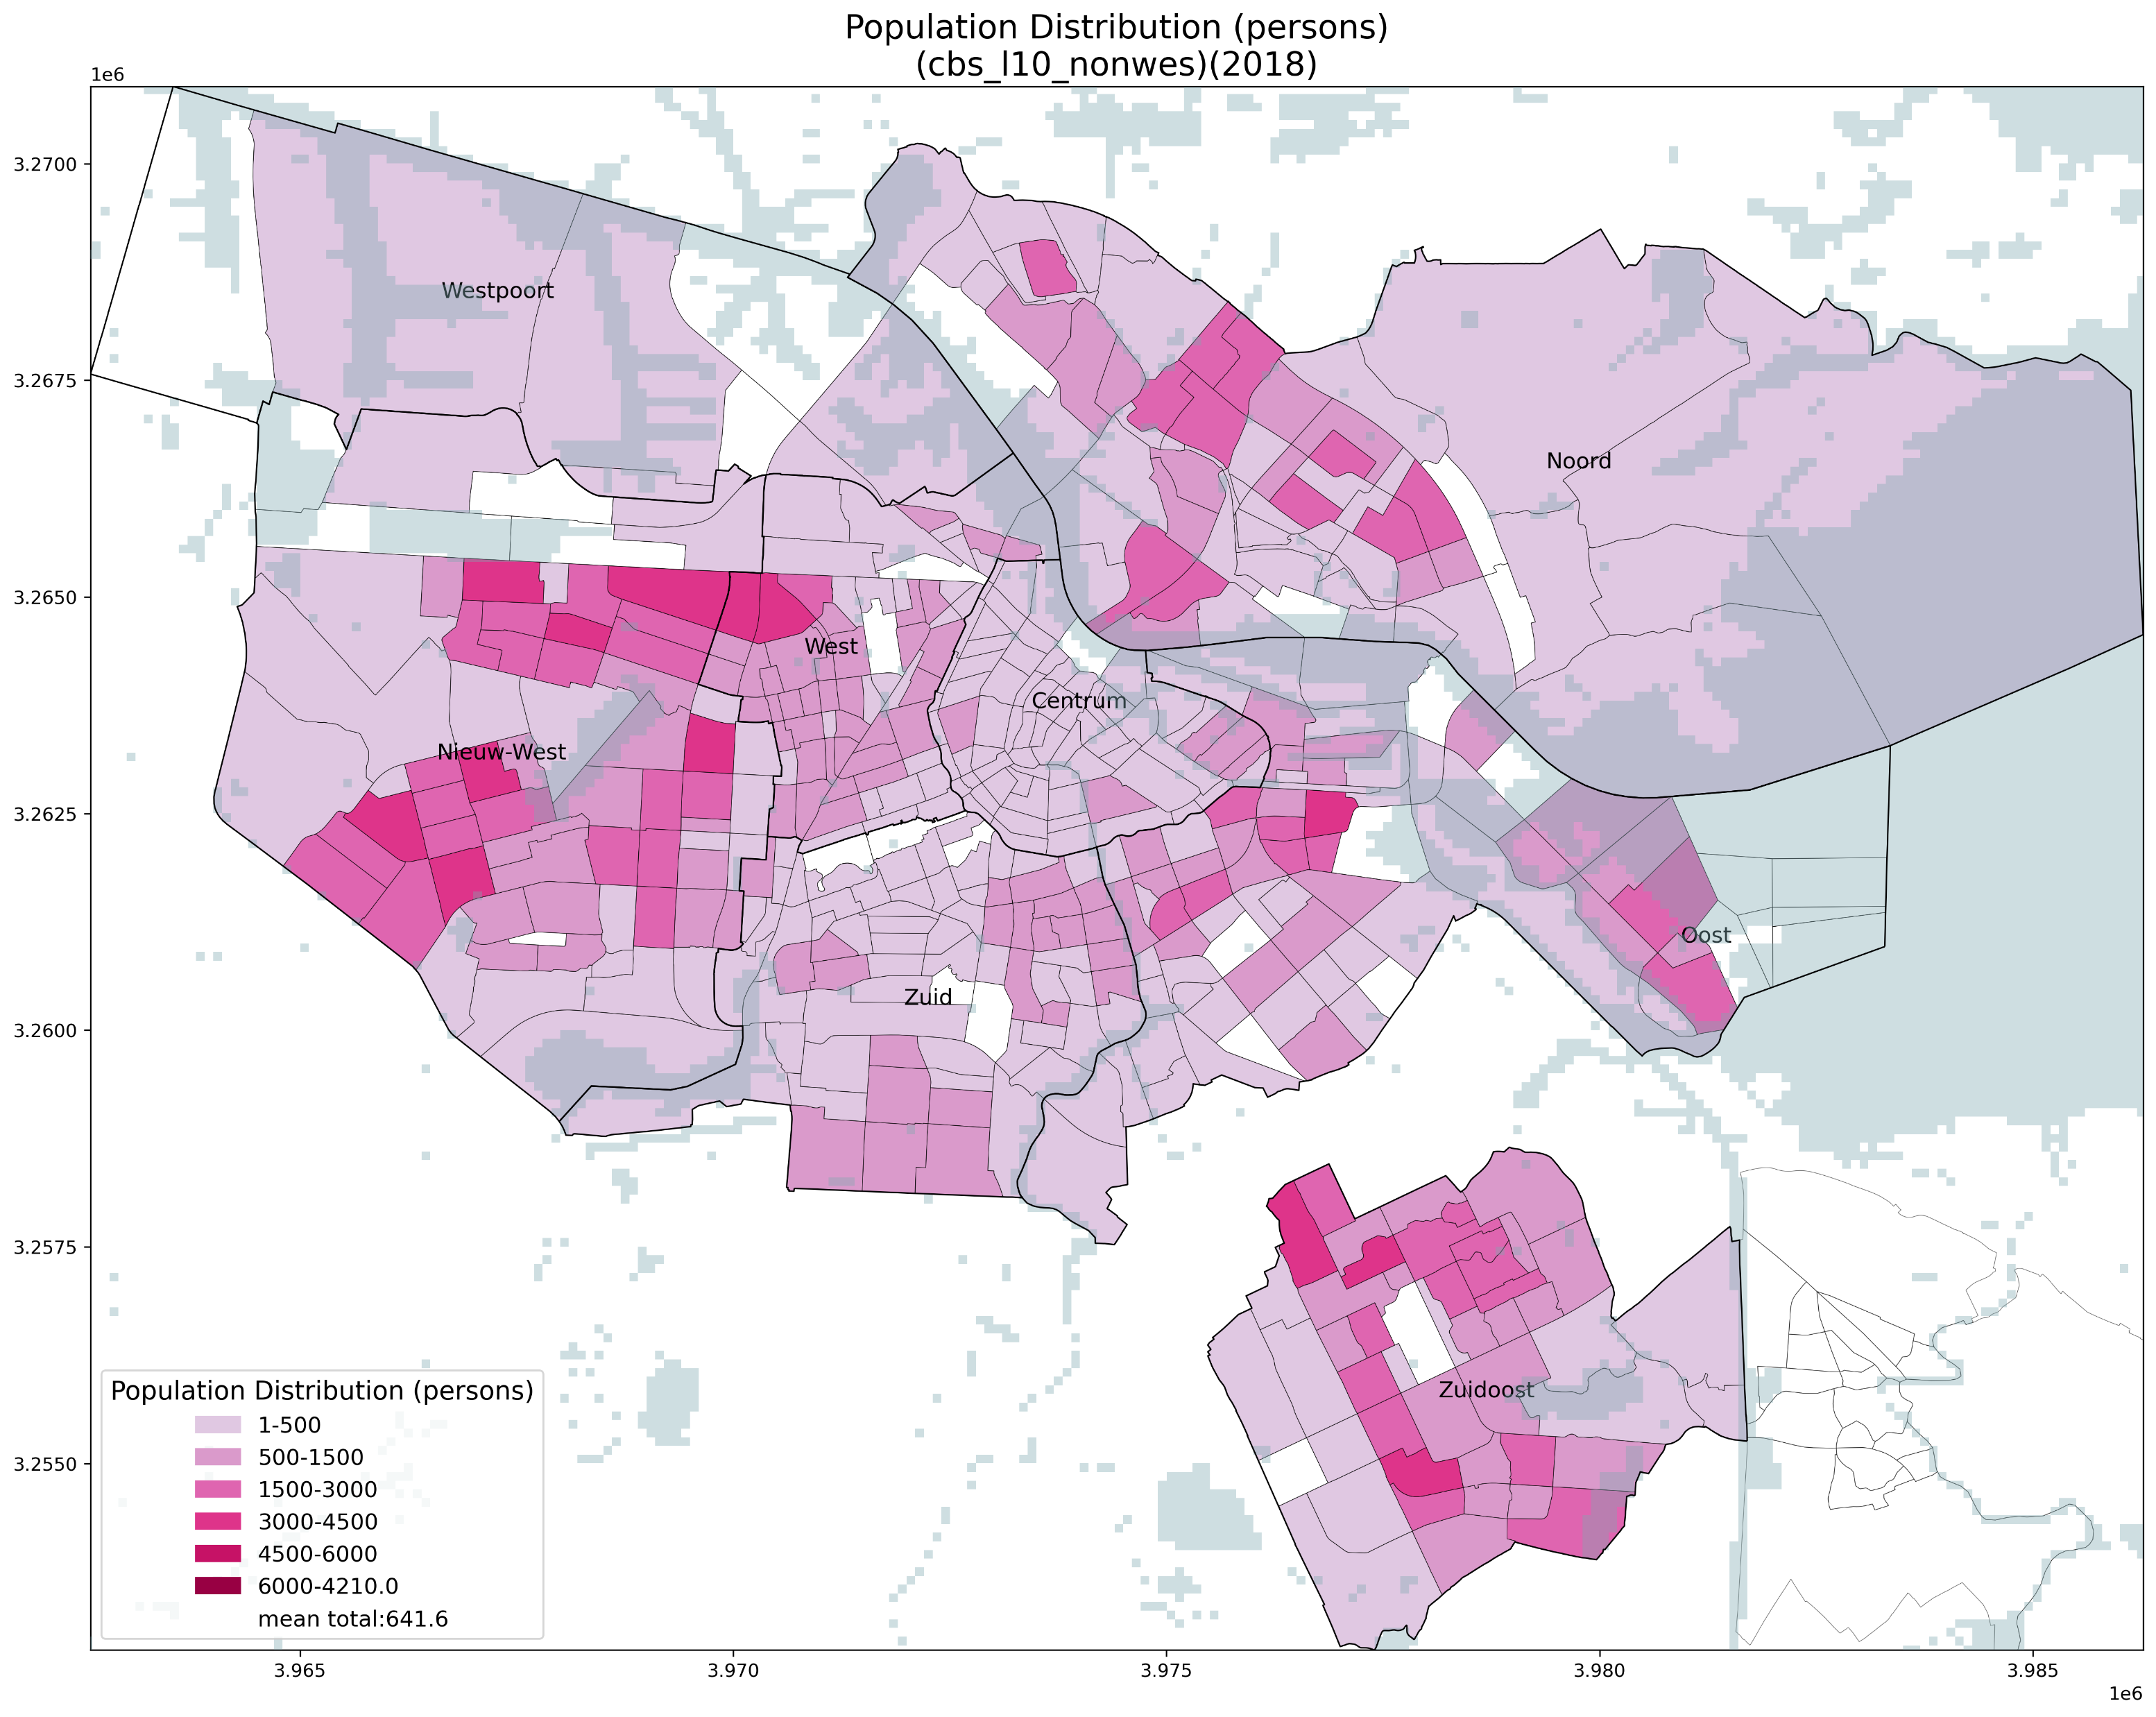 Population Distribution (persons)
(cbs_l10_nonwes)(2018)
1e6
3.2700
3.2675
3.2650
3.2625
3.2600
3.2575
3.2550
Westpoort
Noord
West
Centrum
Nieuw-West
Oost
Zuid
Zuidoost
Population Distribution (persons)
1-500
500-1500
1500-3000
3000-4500
4500-6000
6000-4210.0
mean total:641.6
3.965
3.970
3.975
3.980
3.985
1e6